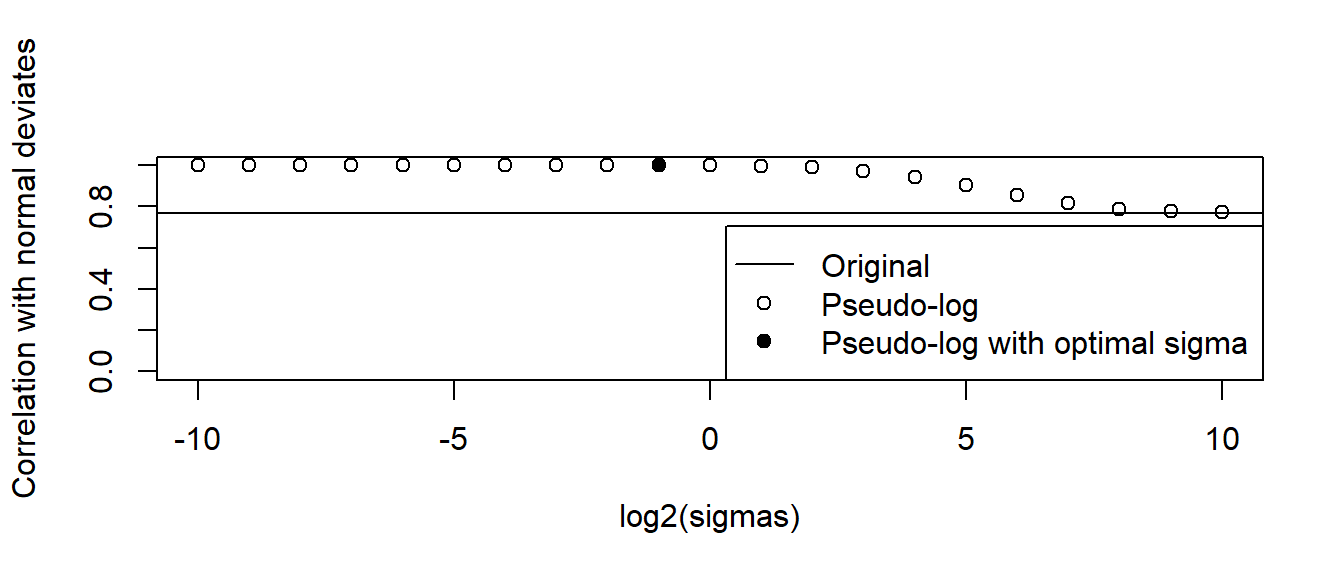 Correlation with normal deviates
0.8
0.4
0.0
Original
Pseudo-log
Pseudo-log with optimal sigma
-10
-5
0
5
10
log2(sigmas)